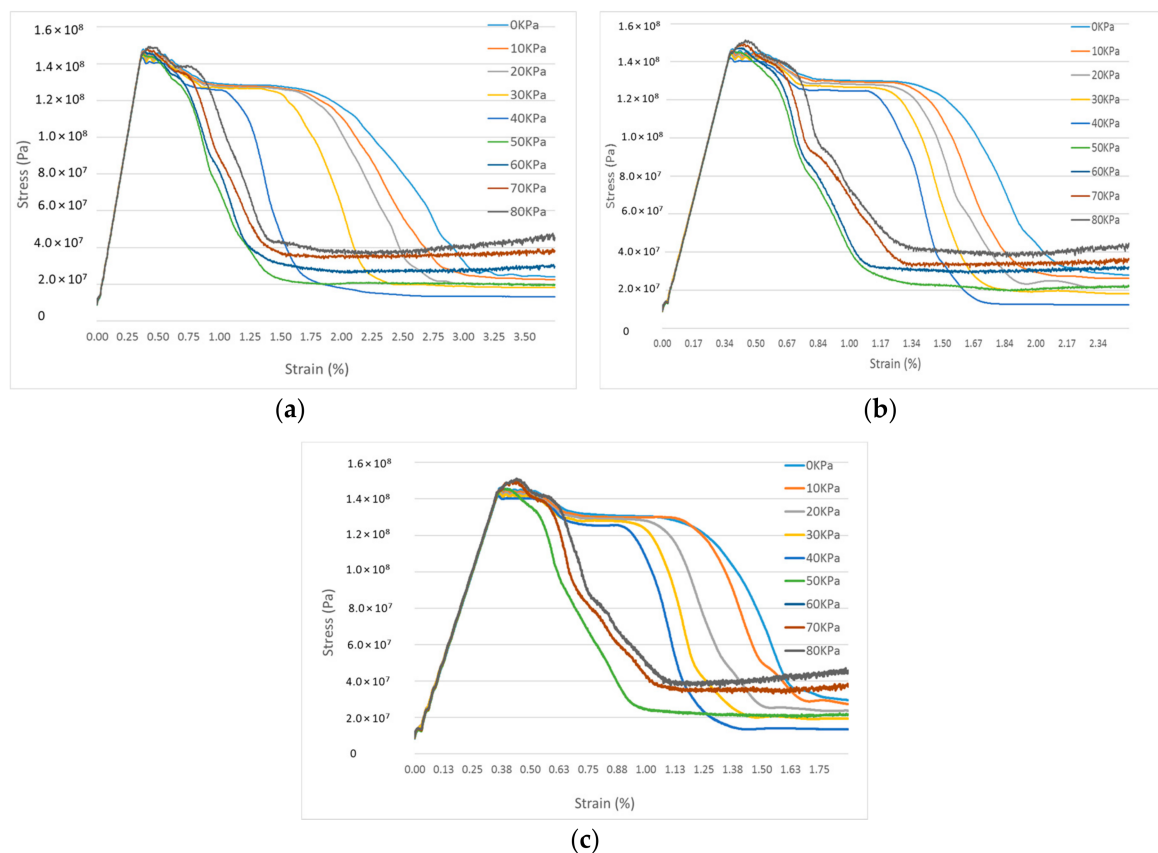 1.6 × 10⁸
1.4 × 10⁸
1.2 × 10⁸
1.0 × 10⁸
8.0 × 10⁷
6.0 × 10⁷
4.0 × 10⁷
2.0 × 10⁷
0
Stress (Pa)
0.00 0.25 0.50 0.75 1.00 1.25 1.50 1.75 2.00 2.25 2.50 2.75 3.00 3.25 3.50
Strain (%)
0KPa
10KPa
20KPa
30KPa
40KPa
50KPa
60KPa
70KPa
80KPa
(a)
1.6 × 10⁸
1.4 × 10⁸
1.2 × 10⁸
1.0 × 10⁸
8.0 × 10⁷
6.0 × 10⁷
4.0 × 10⁷
2.0 × 10⁷
0
Stress (Pa)
0.00 0.17 0.34 0.50 0.67 0.84 1.00 1.17 1.34 1.50 1.67 1.84 2.00 2.17 2.34
Strain (%)
0KPa
10KPa
20KPa
30KPa
40KPa
50KPa
60KPa
70KPa
80KPa
(b)
1.6 × 10⁸
1.4 × 10⁸
1.2 × 10⁸
1.0 × 10⁸
8.0 × 10⁷
6.0 × 10⁷
4.0 × 10⁷
2.0 × 10⁷
0
Stress (Pa)
0.00 0.13 0.25 0.38 0.50 0.63 0.75 0.88 1.00 1.13 1.25 1.38 1.50 1.63 1.75
Strain (%)
0KPa
10KPa
20KPa
30KPa
40KPa
50KPa
60KPa
70KPa
80KPa
(c)